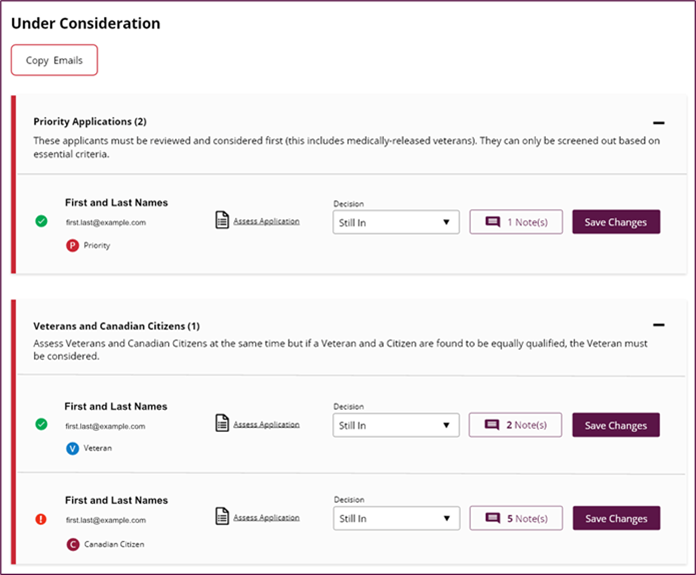 Under Consideration
Copy Emails
Priority Applications (2)
These applicants must be reviewed and considered first (this includes medically-released veterans). They can only be screened out based on
essential criteria.
First and Last Names
first.last@example.com
P Priority
Assess Application
Decision
Still In
1 Note(s)
Save Changes
Veterans and Canadian Citizens (1)
Assess Veterans and Canadian Citizens at the same time but if a Veteran and a Citizen are found to be equally qualified, the Veteran must
be considered.
First and Last Names
first.last@example.com
V Veteran
Assess Application
Decision
Still In
2 Note(s)
Save Changes
First and Last Names
first.last@example.com
C Canadian Citizen
Assess Application
Decision
Still In
5 Note(s)
Save Changes